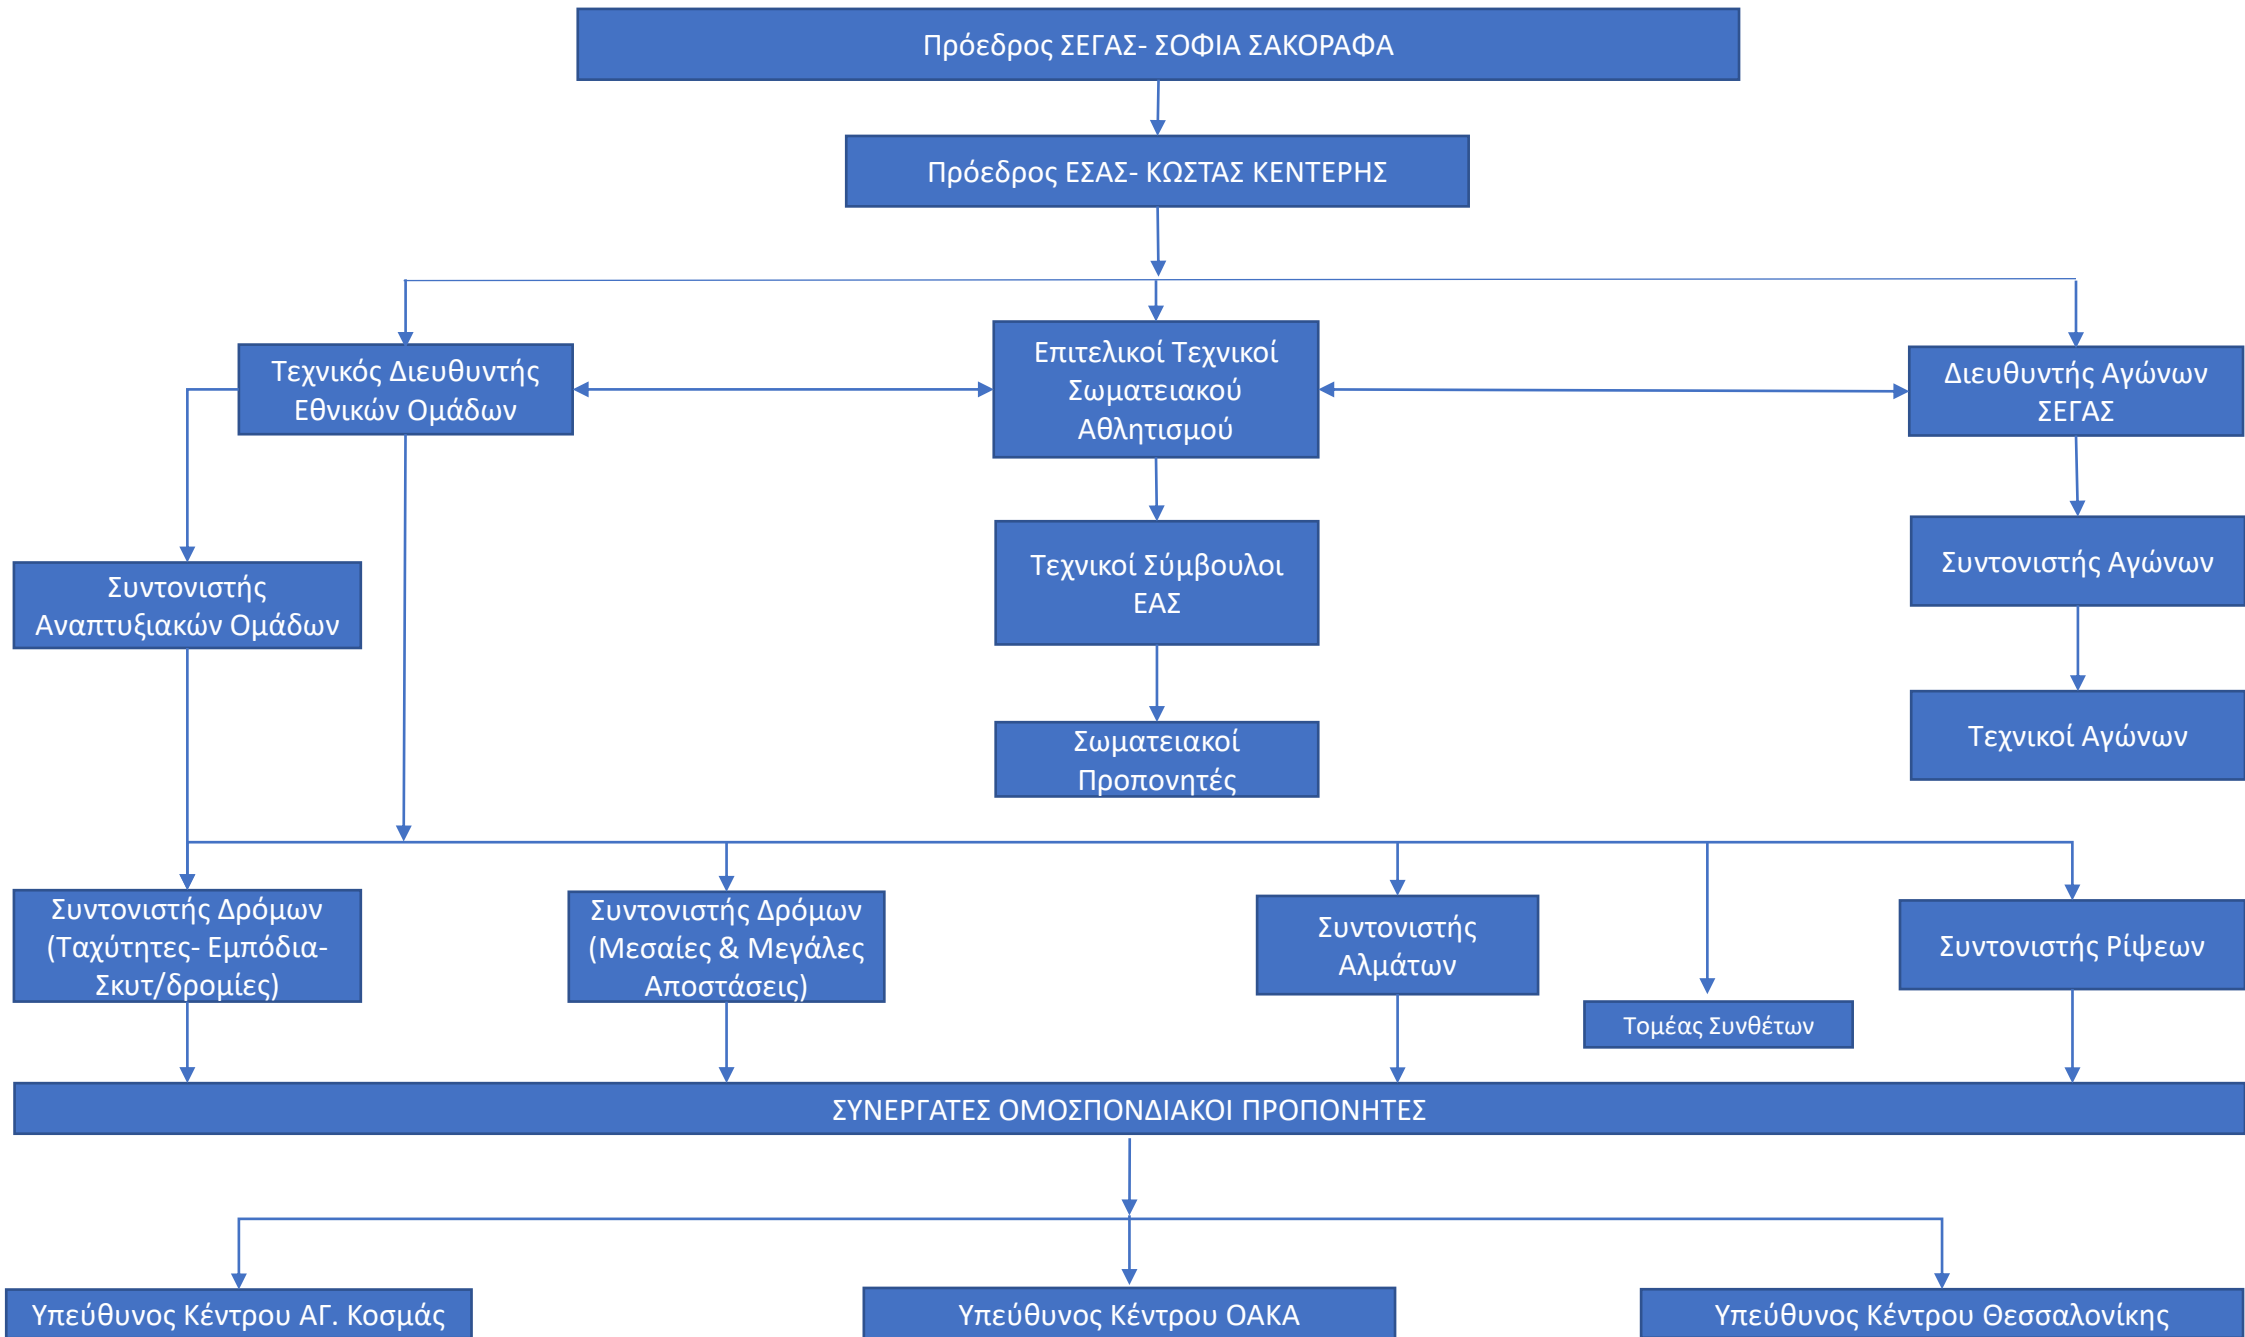 Πρόεδρος ΣΕΓΑΣ- ΣΟΦΙΑ ΣΑΚΟΡΑΦΑ
Πρόεδρος ΕΣΑΣ- ΚΩΣΤΑΣ ΚΕΝΤΕΡΗΣ
Τεχνικός Διευθυντής
Εθνικών Ομάδων
Επιτελικοί Τεχνικοί
Σωματειακού
Αθλητισμού
Διευθυντής Αγώνων
ΣΕΓΑΣ
Συντονιστής
Αναπτυξιακών Ομάδων
Τεχνικοί Σύμβουλοι
ΕΑΣ
Συντονιστής Αγώνων
Σωματειακοί
Προπονητές
Τεχνικοί Αγώνων
Συντονιστής Δρόμων
(Ταχύτητες- Εμπόδια-
Σκυτ/δρομίες)
Συντονιστής Δρόμων
(Μεσαίες & Μεγάλες
Αποστάσεις)
Συντονιστής
Αλμάτων
Τομέας Συνθέτων
Συντονιστής Ρίψεων
ΣΥΝΕΡΓΑΤΕΣ ΟΜΟΣΠΟΝΔΙΑΚΟΙ ΠΡΟΠΟΝΗΤΕΣ
Υπεύθυνος Κέντρου ΑΓ. Κοσμάς
Υπεύθυνος Κέντρου ΟΑΚΑ
Υπεύθυνος Κέντρου Θεσσαλονίκης